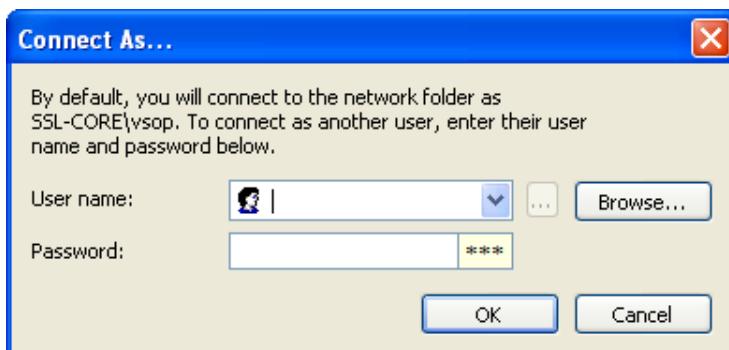 Connect As...
By default, you will connect to the network folder as
SSL-CORE\vsop. To connect as another user, enter their user
name and password below.
User name:
...
Browse...
Password:
***
OK
Cancel